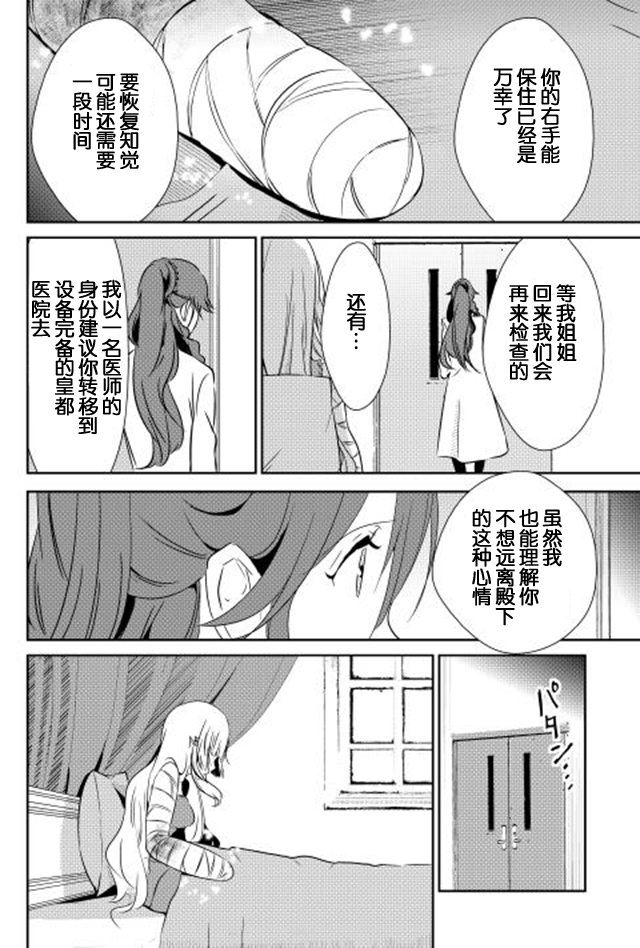 你的右手能
保住已经是
万幸了
要恢复知觉
可能还需要
一段时间
等我姐姐
回来我们会
再来检查的
还有…
我以一名
医师的
身份建议你转移到
设备完备的皇都
医院去
虽然我
也能理解你
不想远离殿下
的这种心情
パタン…